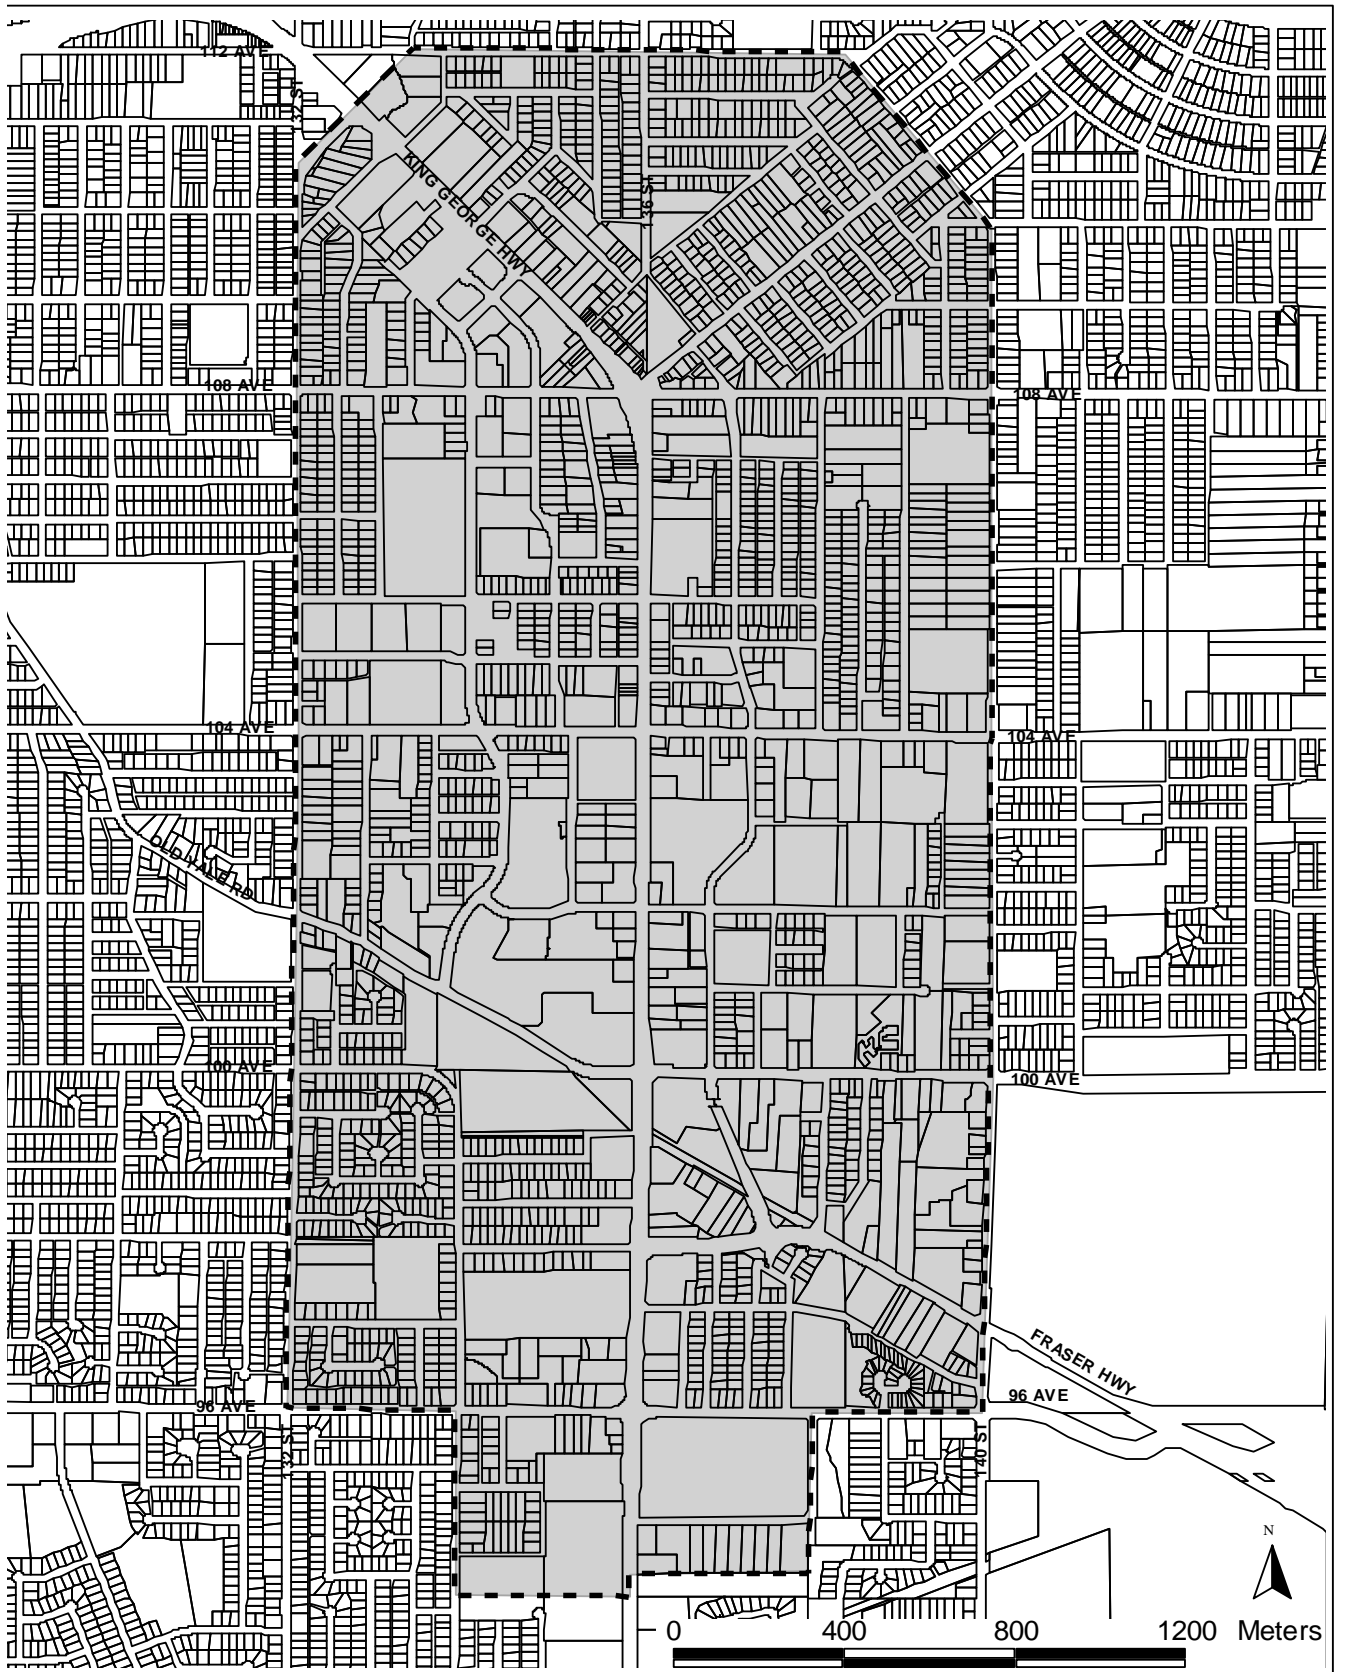 112 AVE
132 ST
KING GEORGE HWY
136 ST
108 AVE
108 AVE
104 AVE
104 AVE
OLD YALE RD
100 AVE
100 AVE
FRASER HWY
96 AVE
96 AVE
132 ST
140 ST
N
0 400 800 1200 Meters